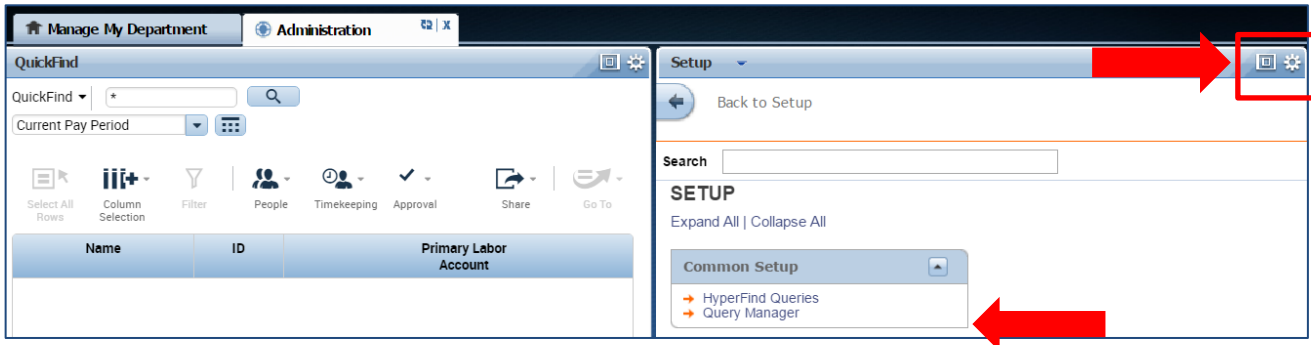 Manage My Department
Administration
X
QuickFind
QuickFind
*
Current Pay Period
Select All
Rows
Column
Selection
Filter
People
Timekeeping
Approval
Share
Go To
Name
ID
Primary Labor
Account
Setup
Back to Setup
Search
SETUP
Expand All | Collapse All
Common Setup
HyperFind Queries
Query Manager